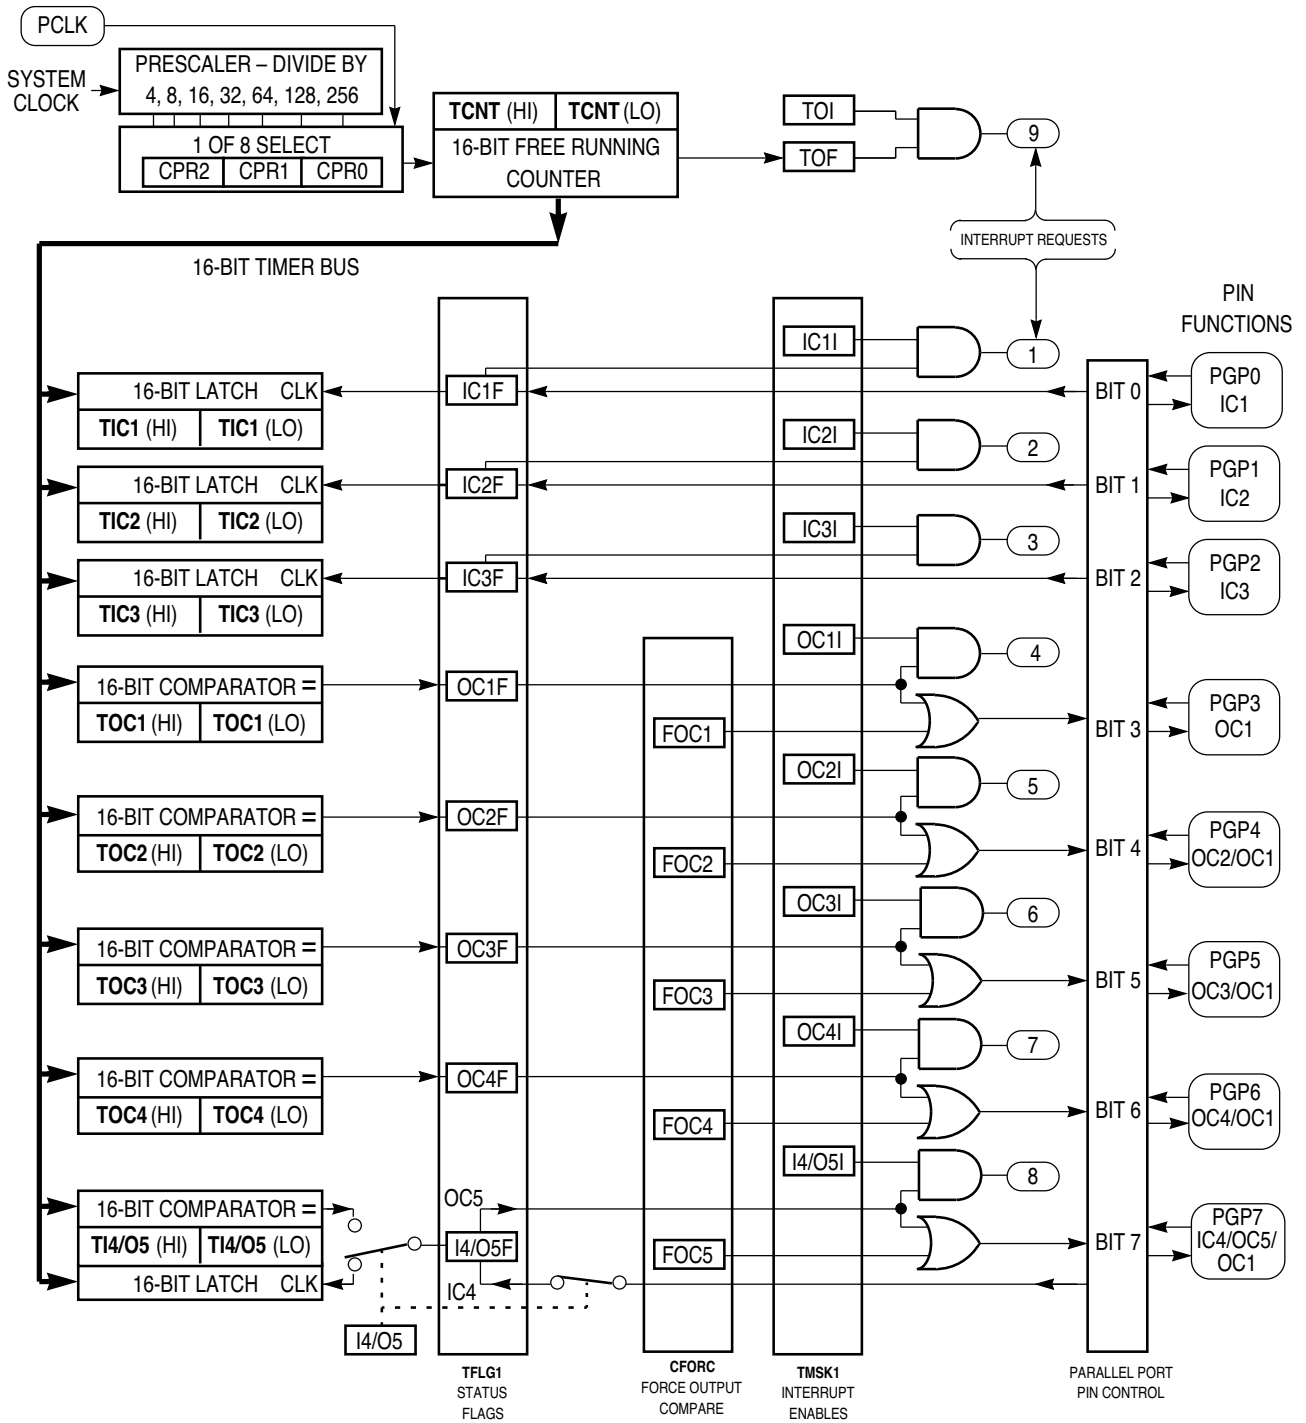 PCLK
SYSTEM
CLOCK
PRESCALER – DIVIDE BY
4, 8, 16, 32, 64, 128, 256
1 OF 8 SELECT
CPR2 CPR1 CPR0
TCNT (HI) TCNT (LO)
16-BIT FREE RUNNING
COUNTER
TOI
TOF
9
INTERRUPT REQUESTS
16-BIT TIMER BUS
PIN
FUNCTIONS
IC1I
1
16-BIT LATCH CLK
TIC1 (HI) TIC1 (LO)
IC1F
BIT 0
PGP0
IC1
IC2I
2
16-BIT LATCH CLK
TIC2 (HI) TIC2 (LO)
IC2F
BIT 1
PGP1
IC2
IC3I
3
16-BIT LATCH CLK
TIC3 (HI) TIC3 (LO)
IC3F
BIT 2
PGP2
IC3
OC1I
4
16-BIT COMPARATOR =
TOC1 (HI) TOC1 (LO)
OC1F
FOC1
BIT 3
PGP3
OC1
OC2I
5
16-BIT COMPARATOR =
TOC2 (HI) TOC2 (LO)
OC2F
FOC2
BIT 4
PGP4
OC2/OC1
OC3I
6
16-BIT COMPARATOR =
TOC3 (HI) TOC3 (LO)
OC3F
FOC3
BIT 5
PGP5
OC3/OC1
OC4I
7
16-BIT COMPARATOR =
TOC4 (HI) TOC4 (LO)
OC4F
FOC4
BIT 6
PGP6
OC4/OC1
I4/O5I
8
16-BIT COMPARATOR =
TI4/O5 (HI) TI4/O5 (LO)
16-BIT LATCH CLK
OC5
I4/O5F
IC4
FOC5
BIT 7
PGP7
IC4/OC5/
OC1
I4/O5
TFLG1
STATUS
FLAGS
CFORC
FORCE OUTPUT
COMPARE
TMSK1
INTERRUPT
ENABLES
PARALLEL PORT
PIN CONTROL